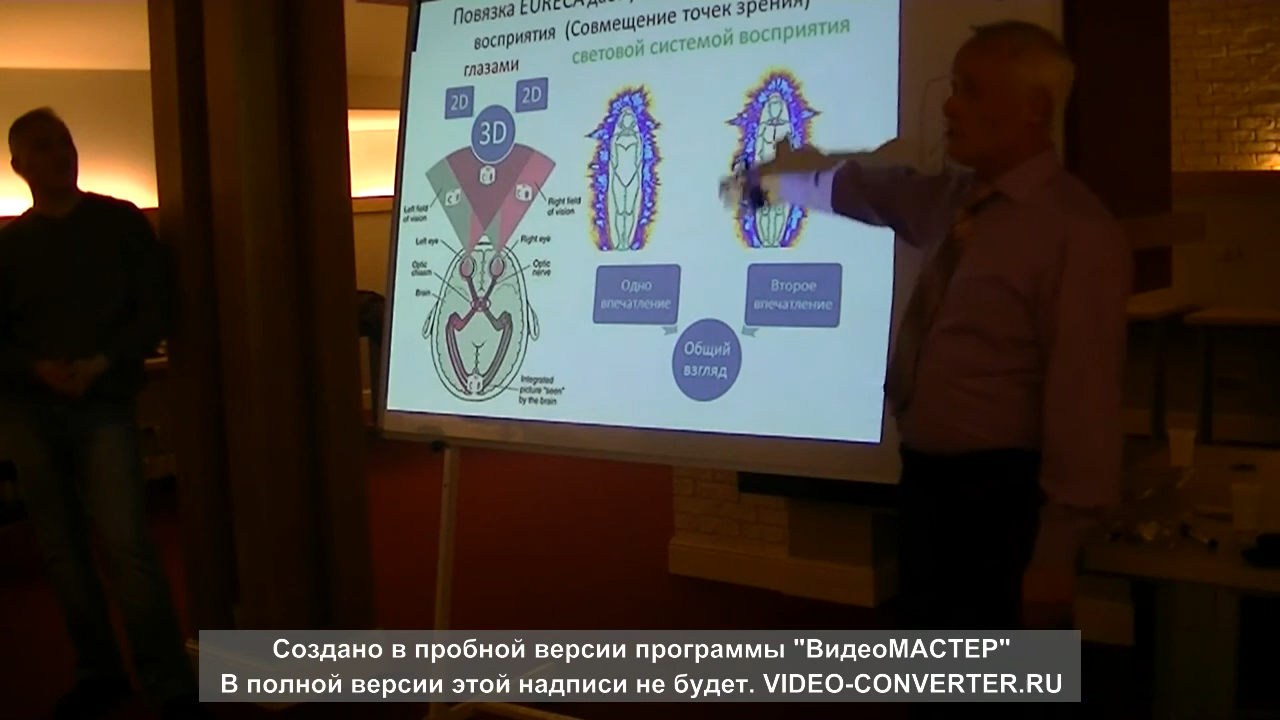 Повязка EURECA
восприятия (Совмещение точек зрения)
глазами
световой системой восприятия
2D
2D
3D
Left field
of vision
Right field
of vision
Left eye
Right eye
Optic
chiasm
Optic
nerve
Brain
Integrated
picture "seen"
by the brain
Одно
впечатление
Второе
впечатление
Общий
взгляд
Создано в пробной версии программы "ВидеоМАСТЕР"
В полной версии этой надписи не будет. VIDEO-CONVERTER.RU